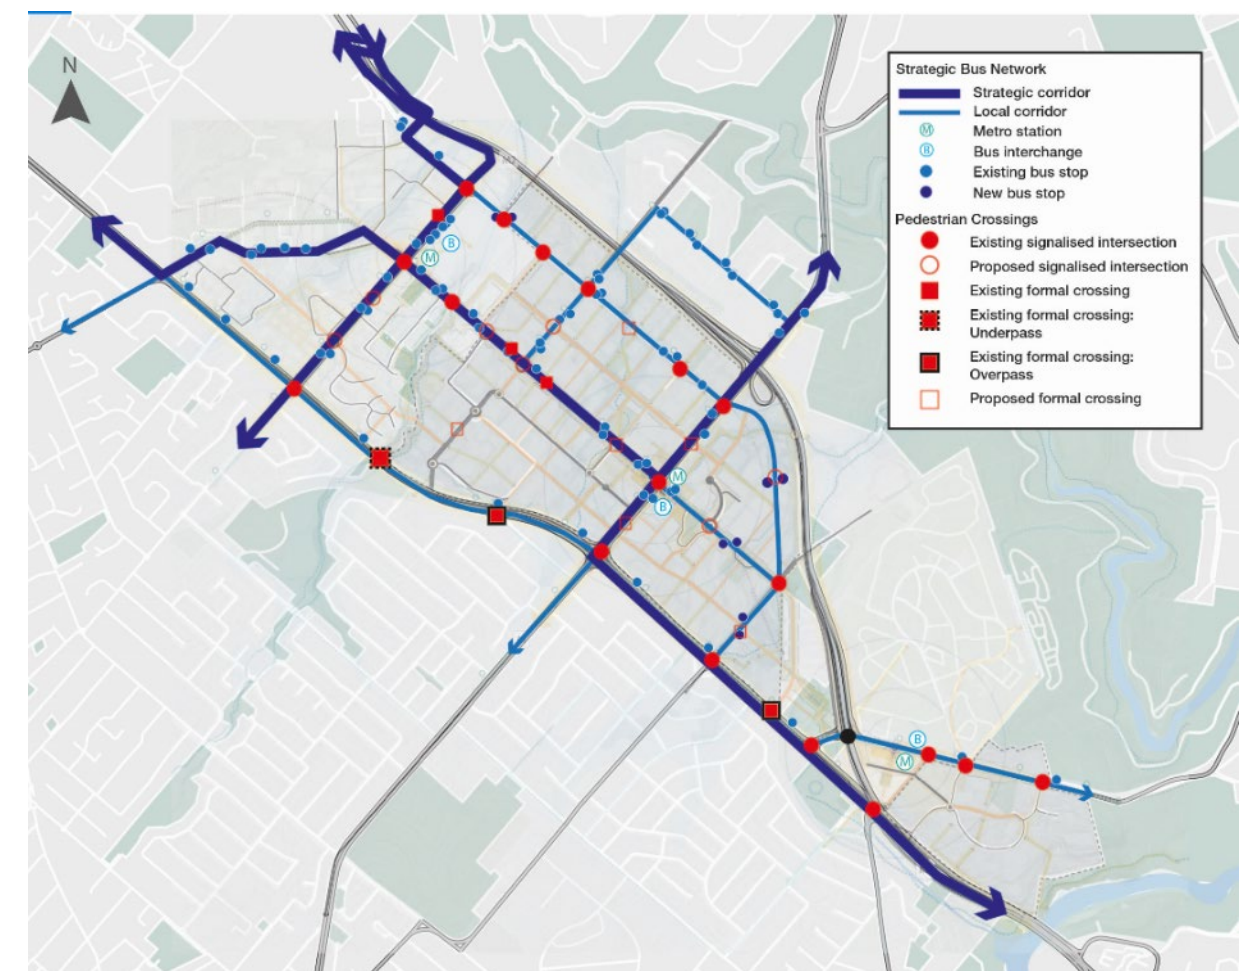 N
Strategic Bus Network
Strategic corridor
Local corridor
M Metro station
B Bus interchange
Existing bus stop
New bus stop
Pedestrian Crossings
Existing signalised intersection
Proposed signalised intersection
Existing formal crossing
Existing formal crossing:
Underpass
Existing formal crossing:
Overpass
Proposed formal crossing
B
M
M
B
B
M